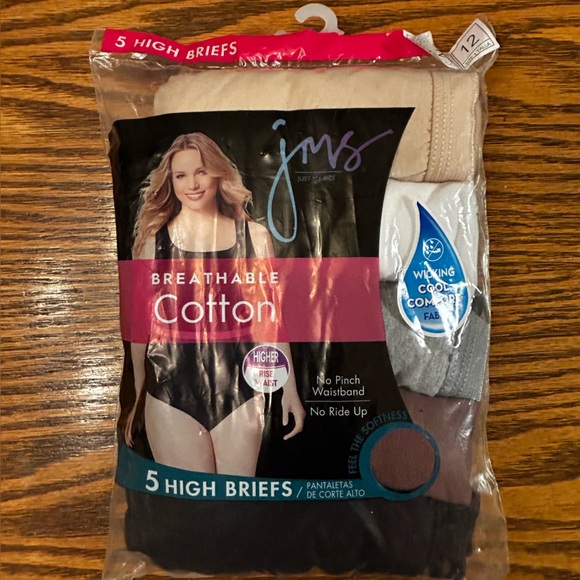 5 HIGH BRIEFS
12
jms
BREATHABLE
Cotton
WICKING
COOL
COMFORT
FAB
HIGHER
RISE
WAIST
No Pinch
Waistband
No Ride Up
FEEL THE SOFTNESS
5 HIGH BRIEFS / PANTALETAS
DE CORTE ALTO